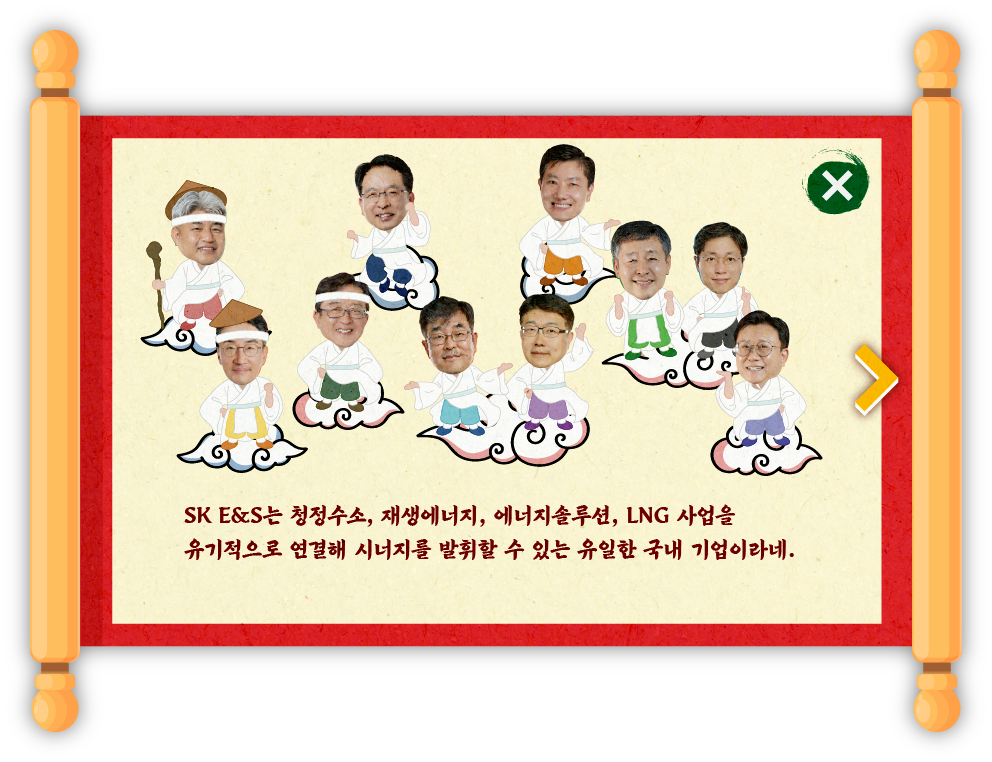 SK E&S는 청정수소, 재생에너지, 에너지솔루션, LNG 사업을
유기적으로 연결해 시너지를 발휘할 수 있는 유일한 국내 기업이라네.